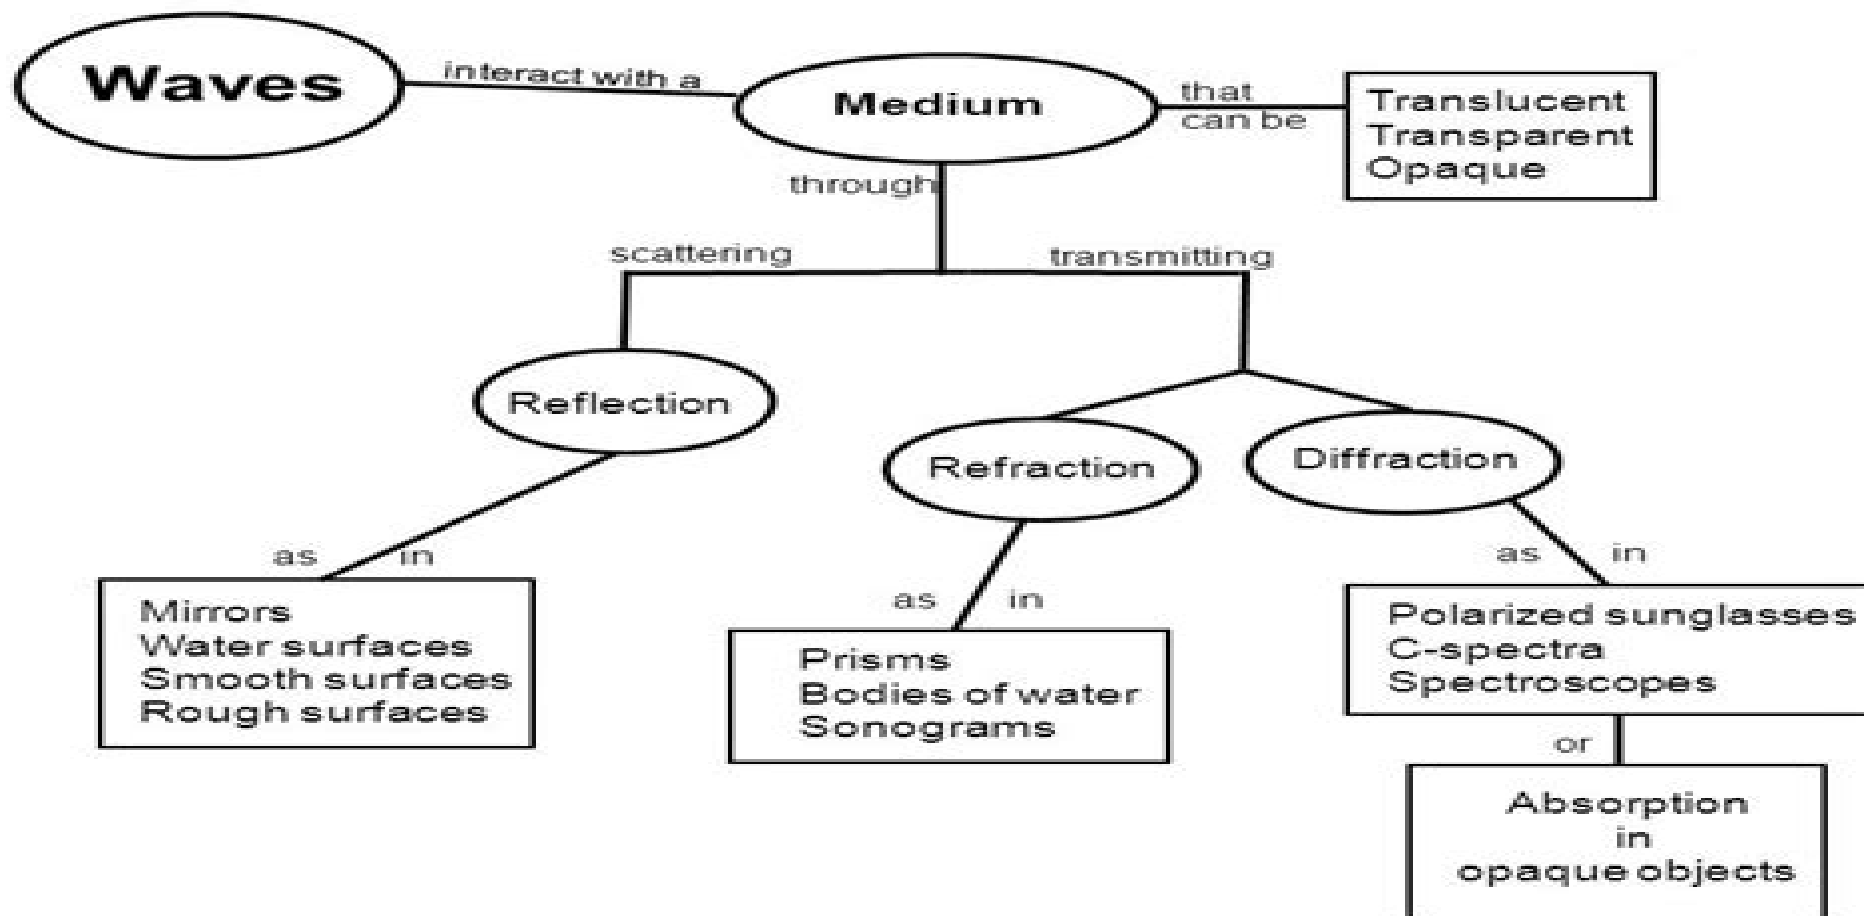 Waves
interact with a
Medium
that
can be
Translucent
Transparent
Opaque
through
scattering
transmitting
Reflection
Refraction
Diffraction
as in
Mirrors
Water surfaces
Smooth surfaces
Rough surfaces
as in
Prisms
Bodies of water
Sonograms
as in
Polarized sunglasses
C-spectra
Spectroscopes
or
Absorption
in
opaque objects